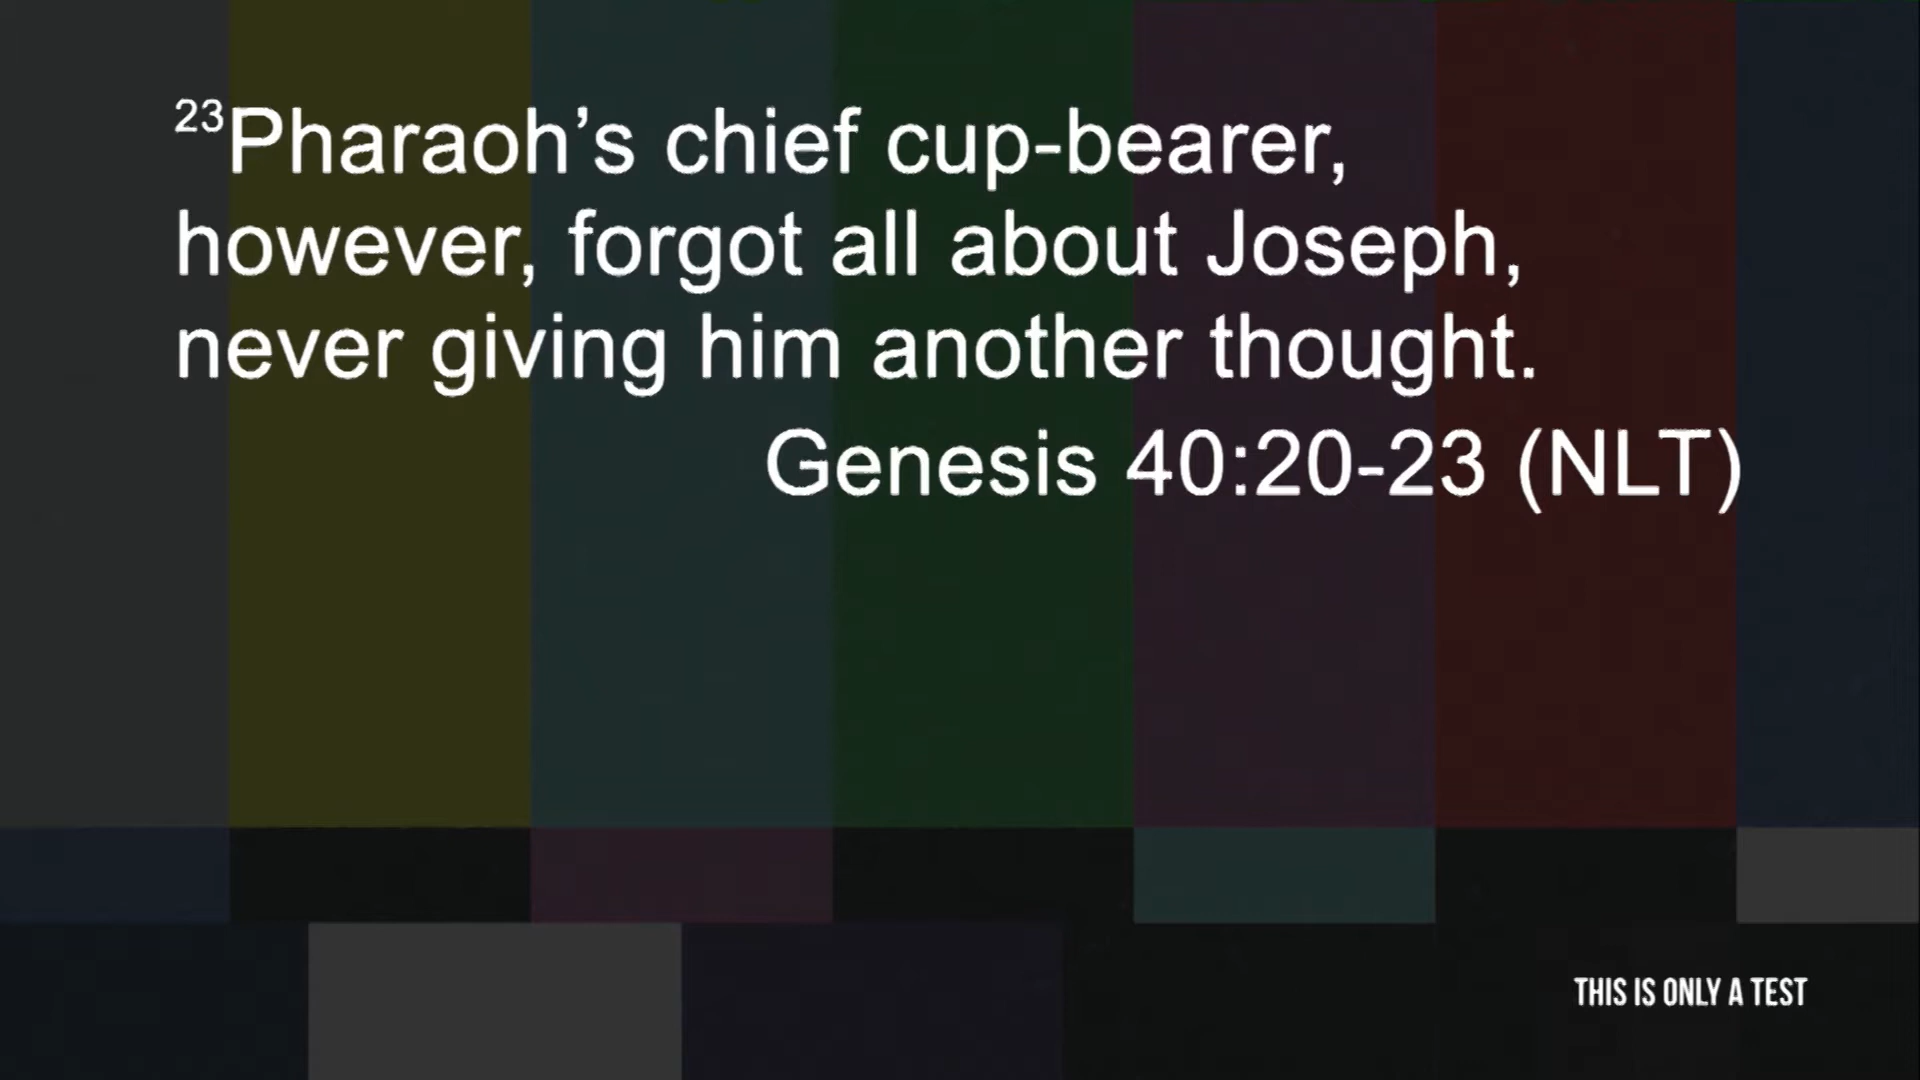 23Pharaoh’s chief cup-bearer,
however, forgot all about Joseph,
never giving him another thought.
Genesis 40:20-23 (NLT)
THIS IS ONLY A TEST